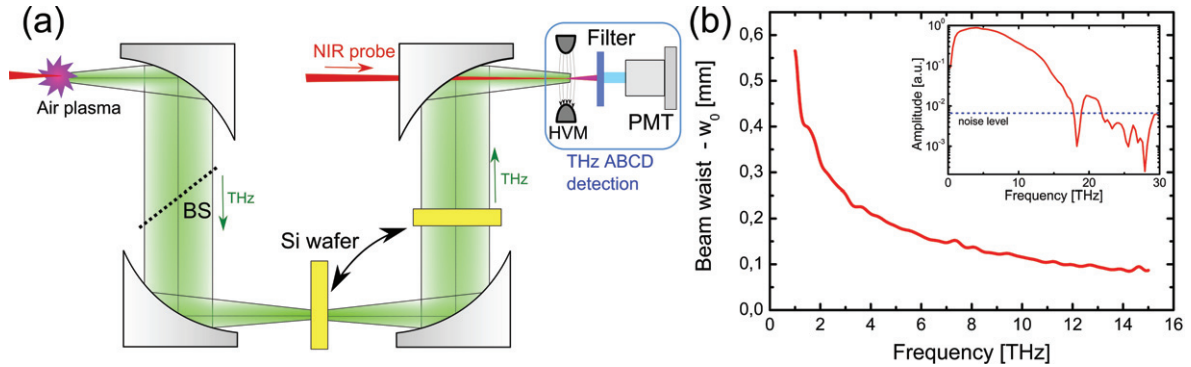 (a)
NIR probe
Filter
Air plasma
HVM
PMT
THz ABCD
detection
THz
BS
THz
Si wafer
(b)
Beam waist - w0 [mm]
0,6
0,5
0,4
0,3
0,2
0,1
0,0
0 2 4 6 8 10 12 14 16
Frequency [THz]
Amplitude [a.u.]
10^0
10^-1
10^-2
10^-3
noise level
0 10 20 30
Frequency [THz]